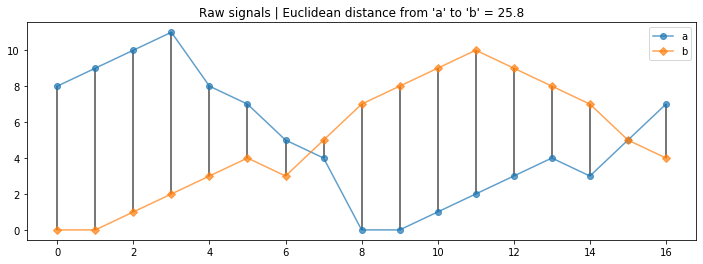 Raw signals | Euclidean distance from 'a' to 'b' = 25.8
a
b
10
8
6
4
2
0
0 2 4 6 8 10 12 14 16